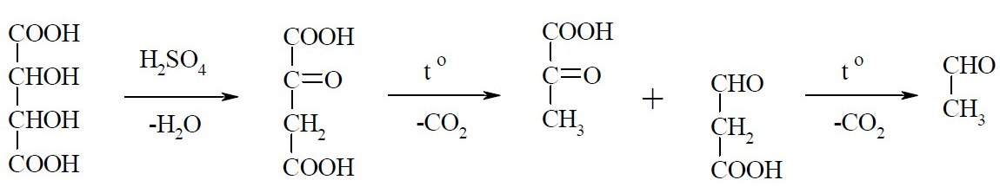 COOH
CHOH
CHOH
COOH
H₂SO₄
-H₂O
COOH
C=O
CH₂
COOH
t°
-CO₂
COOH
C=O
CH₃
+
CHO
CH₂
COOH
t°
-CO₂
CHO
CH₃